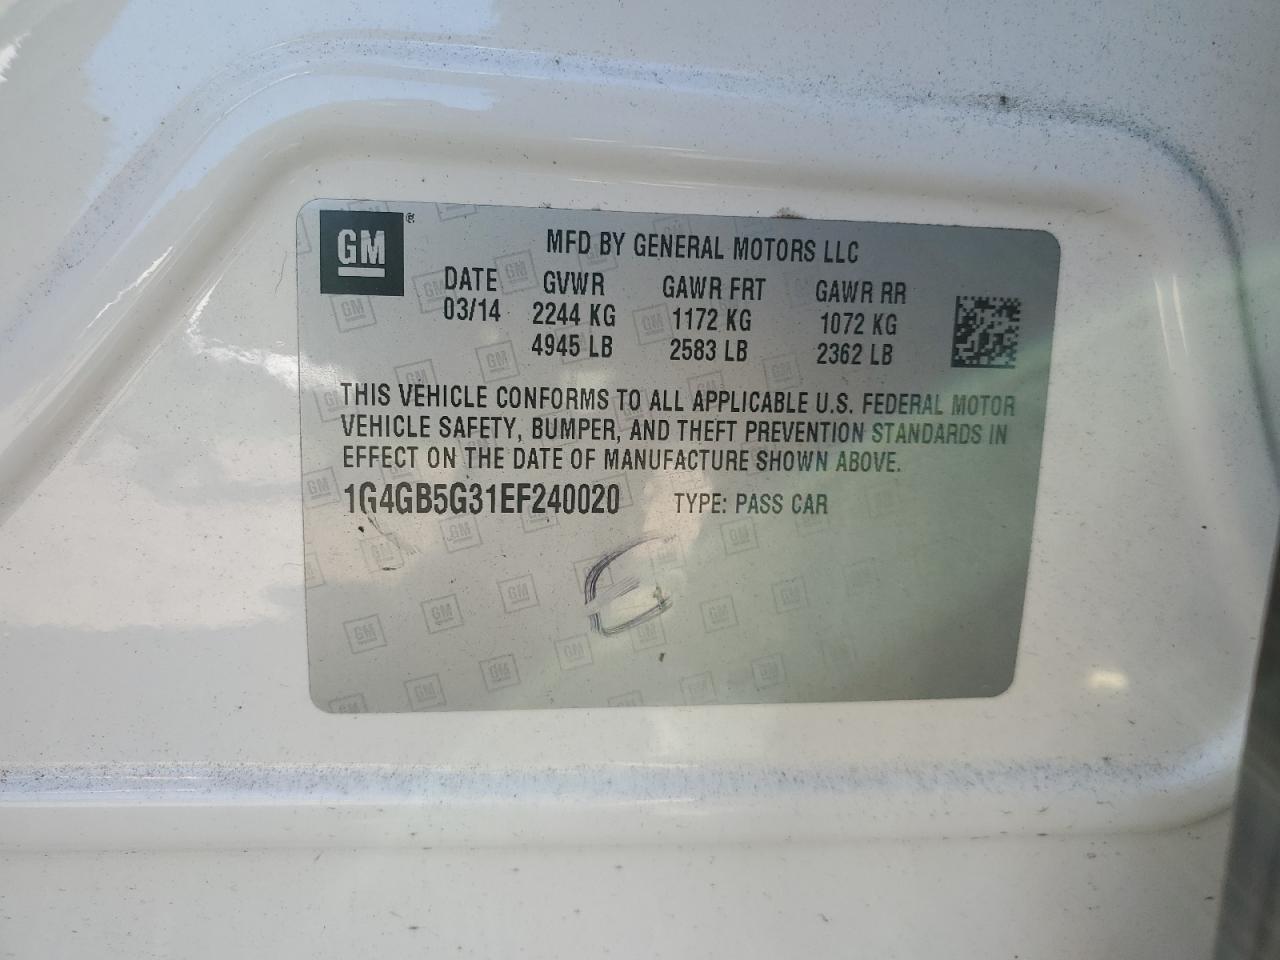 GM ®
MFD BY GENERAL MOTORS LLC
DATE GVWR GAWR FRT GAWR RR
03/14 2244 KG 1172 KG 1072 KG
4945 LB 2583 LB 2362 LB
THIS VEHICLE CONFORMS TO ALL APPLICABLE U.S. FEDERAL MOTOR
VEHICLE SAFETY, BUMPER, AND THEFT PREVENTION STANDARDS IN
EFFECT ON THE DATE OF MANUFACTURE SHOWN ABOVE.
1G4GB5G31EF240020 TYPE: PASS CAR